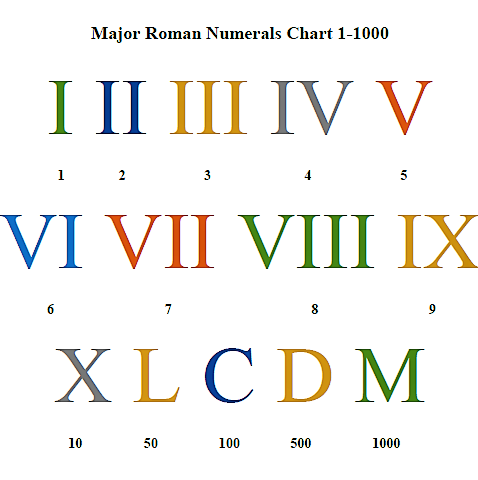 Major Roman Numerals Chart 1-1000
I II III IV V
1 2 3 4 5
VI VII VIII IX
6 7 8 9
X L C D M
10 50 100 500 1000